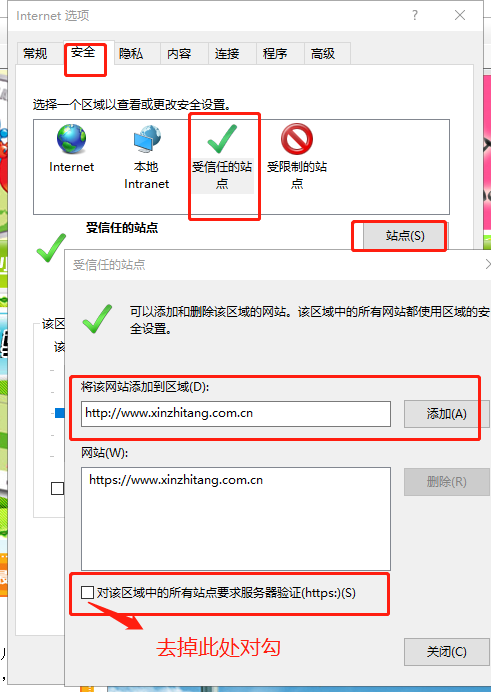 Internet 选项
常规 安全 隐私 内容 连接 程序 高级
选择一个区域以查看或更改安全设置。
Internet
本地
Intranet
受信任的站
点
受限制的站
点
受信任的站点
站点(S)
受信任的站点
可以添加和删除该区域的网站。该区域中的所有网站都使用区域的安
全设置。
该区
该
将该网站添加到区域(D):
http://www.xinzhitang.com.cn
添加(A)
网站(W):
https://www.xinzhitang.com.cn
删除(R)
对该区域中的所有站点要求服务器验证(https:)(S)
去掉此处对勾
关闭(C)